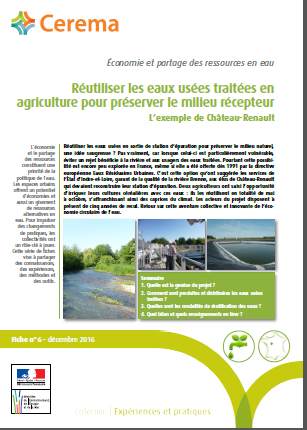 Cerema
Économie et partage des ressources en eau
Réutiliser les eaux usées traitées en
agriculture pour préserver le milieu récepteur
L'exemple de Château-Renault
L'économie
et le partage
des ressources
constituent une
priorité de la
politique de l'eau.
Les espaces urbains
offrent un potentiel
d'économies et
aussi un gisement
de ressources
alternatives en
eau. Pour impulser
des changements
de pratiques, les
collectivités ont
un rôle-clé à jouer.
Cette série de fiches
vise à partager
des connaissances,
des expériences,
des méthodes et
des outils.
Réutiliser les eaux usées en sortie de station d'épuration pour préserver le milieu naturel,
une idée saugrenue ? Pas vraiment, car lorsque celui-ci est particulièrement vulnérable,
éviter un rejet bénéficie à la rivière et aux usagers des eaux traitées. Pourtant cette possibi-
lité est encore peu explorée en France, même si elle a été offerte dès 1991 par la directive
européenne Eaux Résiduaires Urbaines. C'est cette option qu'ont suggérée les services de
l'État d'Indre-et-Loire, garant de la qualité de la rivière Brenne, aux élus de Château-Renault
qui devaient reconstruire leur station d'épuration. Deux agriculteurs ont saisi l'opportunité
d'irriguer leurs cultures céréalières avec ces eaux : ils les réutilisent en totalité de mai
à octobre, s'affranchissant ainsi des caprices du climat. Les acteurs du projet disposent à
présent de cinq années de recul. Retour sur cette aventure collective et innovante de l'éco-
nomie circulaire de l'eau.
Sommaire
1. Quelle est la genèse du projet ?
2. Comment sont produites et distribuées les eaux usées
traitées ?
3. Quelles sont les modalités de réutilisation des eaux ?
4. Quel bilan et quels enseignements en tirer ?
Fiche n° 6 - décembre 2016
Collection | Expériences et pratiques